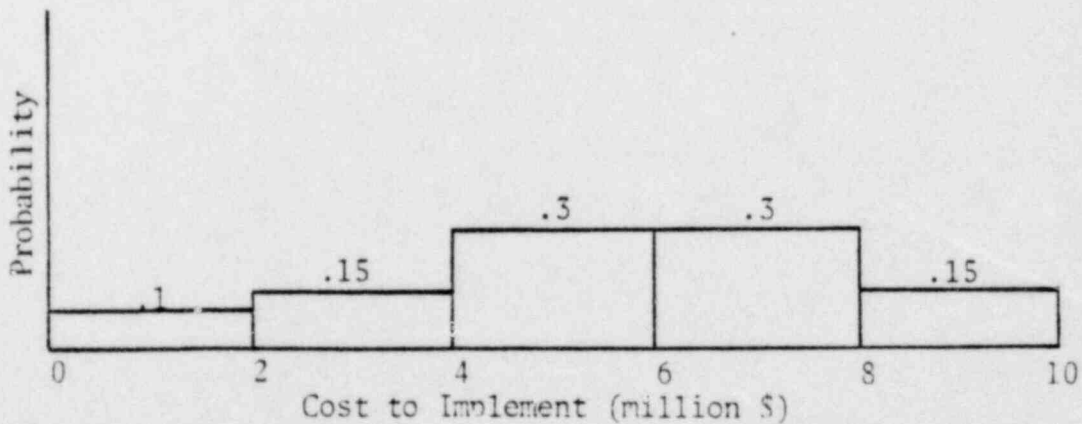 Probability
.1
.15
.3
.3
.15
0 2 4 6 8 10
Cost to Implement (million $)